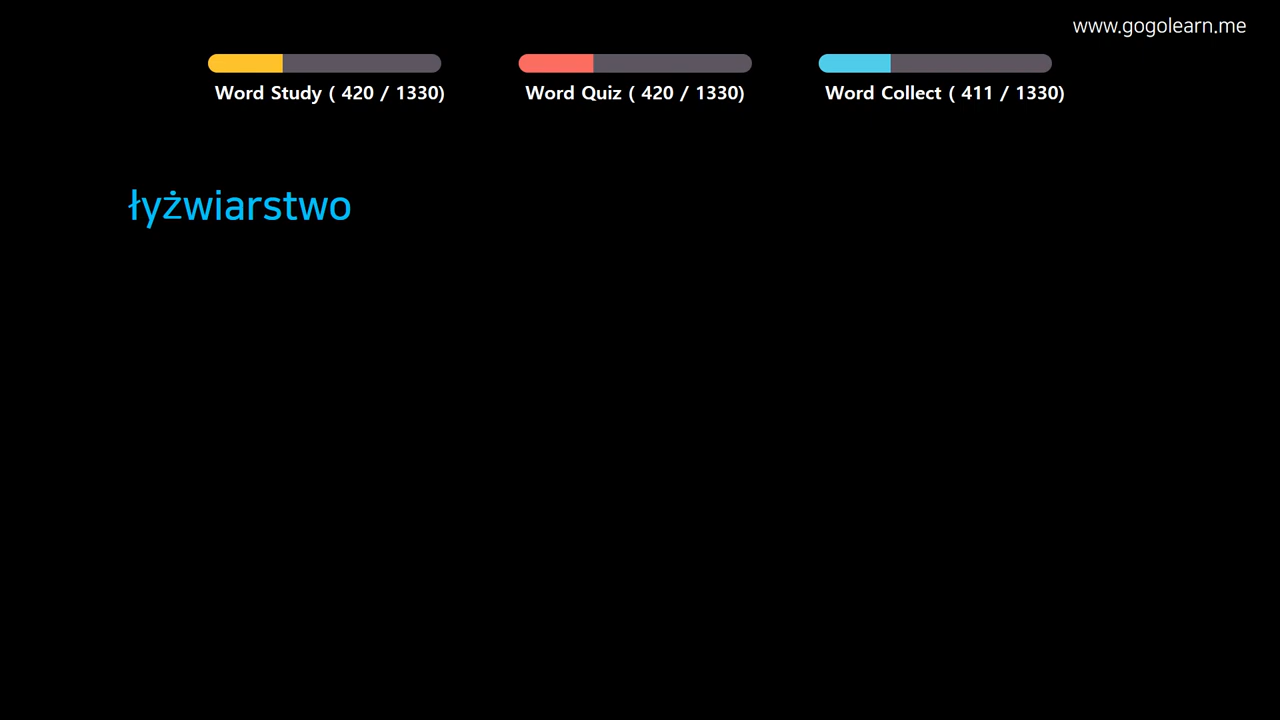 www.gogolearn.me
Word Study ( 420 / 1330)
Word Quiz ( 420 / 1330)
Word Collect ( 411 / 1330)
łyżwiarstwo